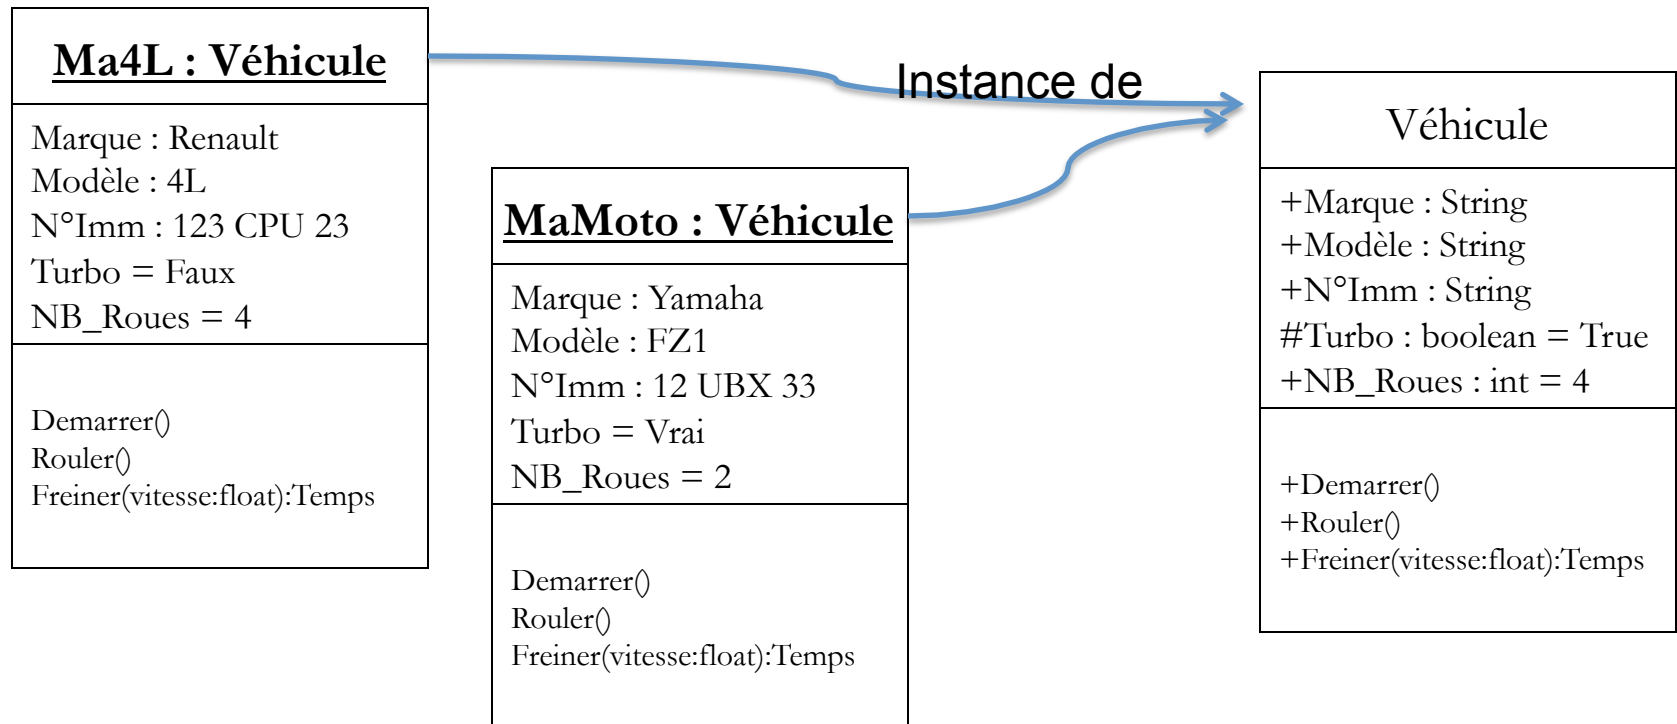 Ma4L : Véhicule
Marque : Renault
Modèle : 4L
N°Imm : 123 CPU 23
Turbo = Faux
NB_Roues = 4
Demarrer()
Rouler()
Freiner(vitesse:float):Temps
Instance de
MaMoto : Véhicule
Marque : Yamaha
Modèle : FZ1
N°Imm : 12 UBX 33
Turbo = Vrai
NB_Roues = 2
Demarrer()
Rouler()
Freiner(vitesse:float):Temps
Véhicule
+Marque : String
+Modèle : String
+N°Imm : String
#Turbo : boolean = True
+NB_Roues : int = 4
+Demarrer()
+Rouler()
+Freiner(vitesse:float):Temps